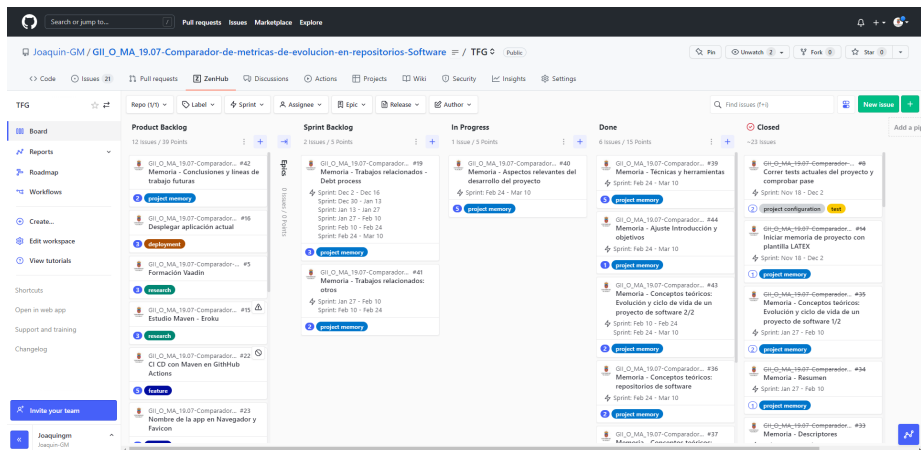 Search or jump to...
/
Pull requests Issues Marketplace Explore
Joaquin-GM / GII_O_MA_19.07-Comparador-de-metricas-de-evolucion-en-repositorios-Software = / TFG Public
Pin
Unwatch 2
Fork 0
Star 0
Code
Issues 21
Pull requests
ZenHub
Discussions
Actions
Projects
Wiki
Security
Insights
Settings
TFG
Repo (1/1)
Label
Sprint
Assignee
Epic
Release
Author
Find issues (f+i)
New issue
+
Board
Reports
Roadmap
Workflows
Create...
Edit workspace
View tutorials
Shortcuts
Open in web app
Support and training
Changelog
Invite your team
Joaquingm
Joaquin-GM
Product Backlog
12 Issues / 39 Points
GII_O_MA_19.07-Comparador... #42
Memoria - Conclusiones y lineas de
trabajo futuras
2 project memory
GII_O_MA_19.07-Comparador... #16
Desplegar aplicación actual
3 deployment
GII_O_MA_19.07-Comparador-... #5
Formación Vaadin
3 research
GII_O_MA_19.07-Comparador... #15
Estudio Maven - Eroku
3 research
GII_O_MA_19.07-Comparador... #22
CI CD con Maven en GithHub
Actions
5 feature
GII_O_MA_19.07-Comparador... #23
Nombre de la app en Navegador y
Favicon
Epics
0 Issues / 0 Points
Sprint Backlog
2 Issues / 5 Points
GII_O_MA_19.07-Comparador... #19
Memoria - Trabajos relacionados -
Debt process
Sprint: Dec 2 - Dec 16
Sprint: Dec 30 - Jan 13
Sprint: Jan 13 - Jan 27
Sprint: Jan 27 - Feb 10
Sprint: Feb 10 - Feb 24
Sprint: Feb 24 - Mar 10
3 project memory
GII_O_MA_19.07-Comparador... #41
Memoria - Trabajos relacionados:
otros
Sprint: Jan 27 - Feb 10
Sprint: Feb 10 - Feb 24
2 project memory
In Progress
1 Issue / 5 Points
GII_O_MA_19.07-Comparador... #40
Memoria - Aspectos relevantes del
desarrollo del proyecto
Sprint: Feb 24 - Mar 10
5 project memory
Done
6 Issues / 15 Points
GII_O_MA_19.07-Comparador... #39
Memoria - Técnicas y herramientas
Sprint: Feb 24 - Mar 10
5 project memory
GII_O_MA_19.07-Comparador... #44
Memoria - Ajuste Introducción y
objetivos
Sprint: Feb 24 - Mar 10
1 project memory
GII_O_MA_19.07-Comparador... #43
Memoria - Conceptos teóricos:
Evolución y ciclo de vida de un
proyecto de software 2/2
Sprint: Feb 10 - Feb 24
Sprint: Feb 24 - Mar 10
2 project memory
GII_O_MA_19.07-Comparador... #36
Memoria - Conceptos teóricos:
repositorios de software
Sprint: Feb 24 - Mar 10
2 project memory
GII_O_MA_19.07-Comparador... #37
Memoria - Conceptos teóricos:
Closed
~23 Issues
Add a pip
GII_O_MA_19.07-Comparador-... #8
Correr tests actuales del proyecto y
comprobar pase
Sprint: Nov 18 - Dec 2
2 project configuration test
GII_O_MA_19.07-Comparador... #14
Iniciar memoria de proyecto con
plantilla LATEX
Sprint: Nov 18 - Dec 2
1 project memory
GII_O_MA_19.07-Comparador... #35
Memoria - Conceptos teóricos:
Evolución y ciclo de vida de un
proyecto de software 1/2
Sprint: Jan 27 - Feb 10
2 project memory
GII_O_MA_19.07-Comparador... #34
Memoria - Resumen
Sprint: Jan 27 - Feb 10
1 project memory
GII_O_MA_19.07-Comparador... #33
Memoria - Descriptores